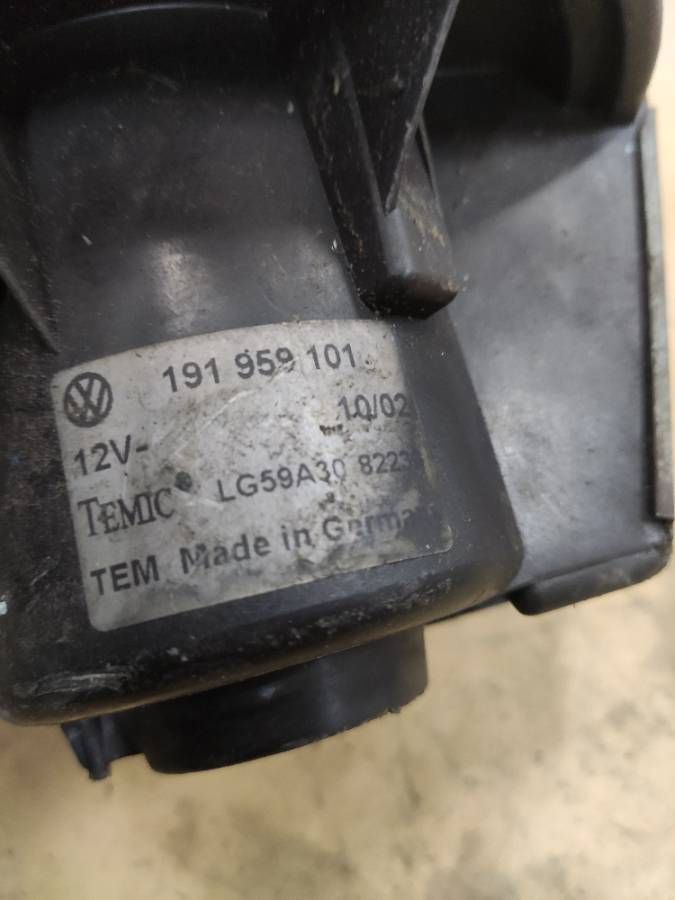 191 959 101
10/02
12V-
TEMIC® LG59A30 8223
TEM Made in German